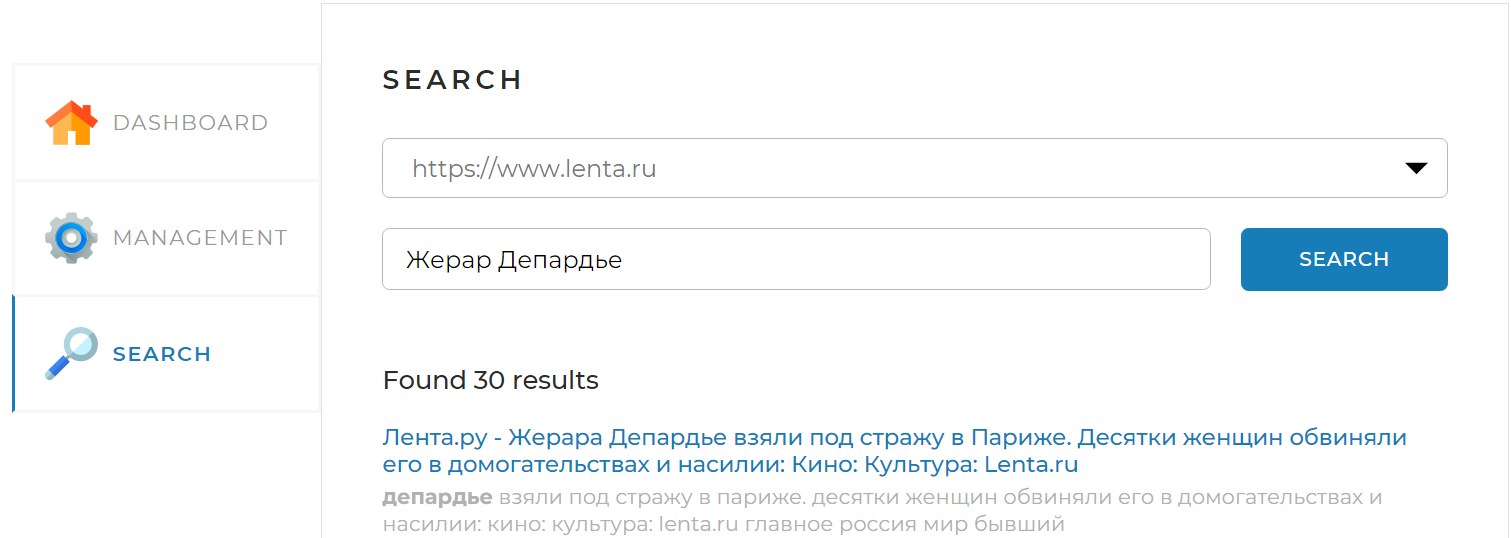 SEARCH
DASHBOARD
https://www.lenta.ru
MANAGEMENT
Жерар Депардье
SEARCH
SEARCH
Found 30 results
Лента.ру - Жерара Депардье взяли под стражу в Париже. Десятки женщин обвиняли
его в домогательствах и насилии: Кино: Культура: Lenta.ru
депардье взяли под стражу в париже. десятки женщин обвиняли его в домогательствах и
насилии: кино: культура: lenta.ru главное россия мир бывший